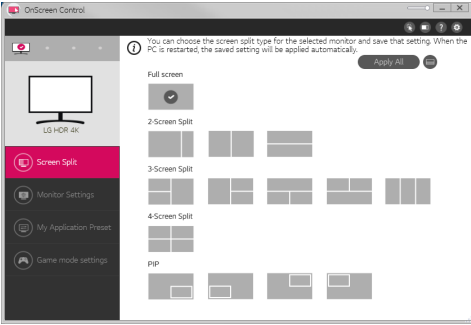 OnScreen Control
You can choose the screen split type for the selected monitor and save that setting. When the
PC is restarted, the saved setting will be applied automatically.
Apply All
Full screen
LG HDR 4K
2-Screen Split
Screen Split
3-Screen Split
Monitor Settings
My Application Preset
4-Screen Split
Game mode settings
PIP